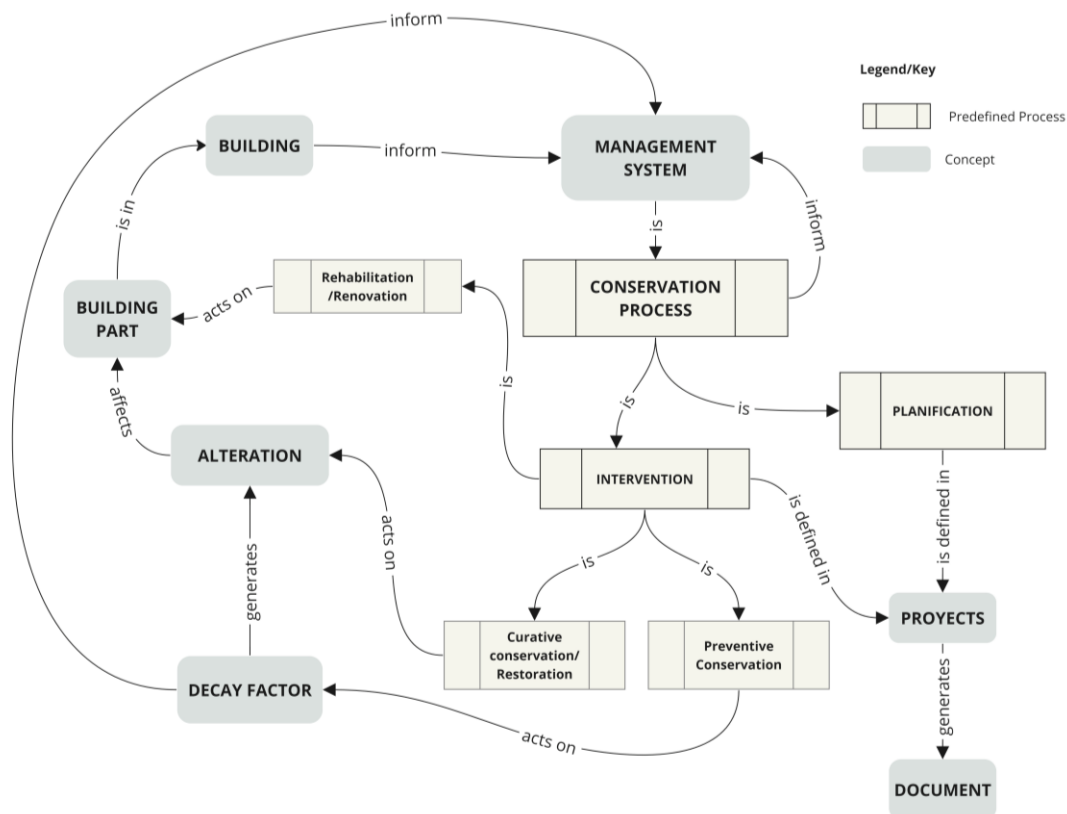 inform
Legend/Key
Predefined Process
Concept
BUILDING
inform
MANAGEMENT
SYSTEM
is in
is
inform
Rehabilitation
/Renovation
CONSERVATION
PROCESS
acts on
BUILDING
PART
is
is
is
PLANIFICATION
affects
ALTERATION
INTERVENTION
is defined in
is defined in
acts on
generates
is
is
PROYECTS
Curative
conservation/
Restoration
Preventive
Conservation
DECAY FACTOR
acts on
generates
DOCUMENT